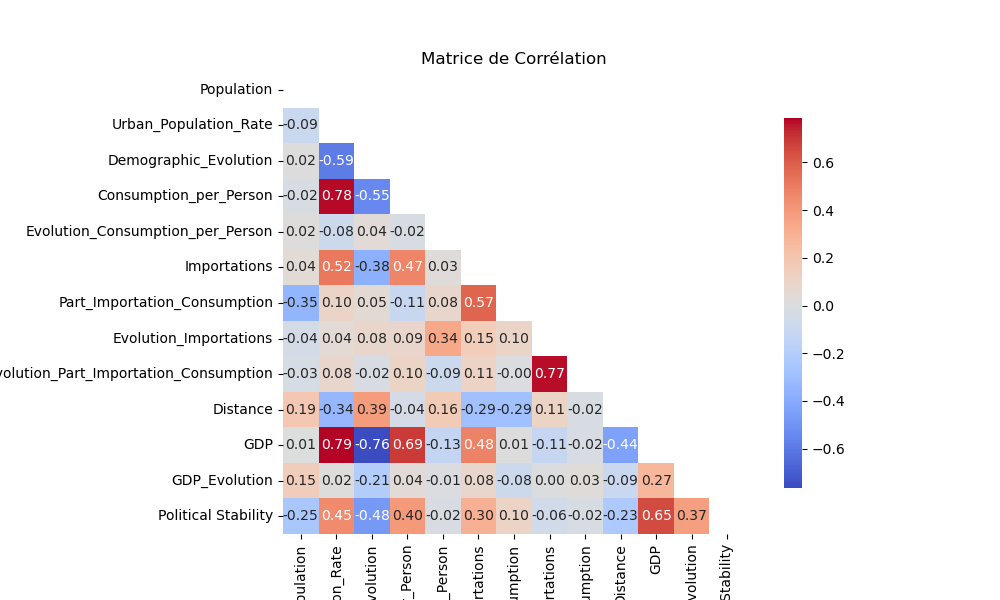 Matrice de Corrélation
Population
Urban_Population_Rate -0.09
Demographic_Evolution 0.02 -0.59
Consumption_per_Person -0.02 0.78 -0.55
Evolution_Consumption_per_Person 0.02 -0.08 0.04 -0.02
Importations 0.04 0.52 -0.38 0.47 0.03
Part_Importation_Consumption -0.35 0.10 0.05 -0.11 0.08 0.57
Evolution_Importations -0.04 0.04 0.08 0.09 0.34 0.15 0.10
volution_Part_Importation_Consumption -0.03 0.08 -0.02 0.10 -0.09 0.11 -0.00 0.77
Distance 0.19 -0.34 0.39 -0.04 0.16 -0.29 -0.29 0.11 -0.02
GDP -0.01 0.79 -0.76 0.69 -0.13 0.48 0.01 -0.11 -0.02 -0.44
GDP_Evolution 0.15 0.02 -0.21 0.04 -0.01 0.08 -0.08 0.00 0.03 -0.09 0.27
Political Stability -0.25 0.45 -0.48 0.40 -0.02 0.30 0.10 -0.06 -0.02 -0.23 0.65 0.37
pulation
on_Rate
volution
_Person
_Person
rtations
umption
rtations
umption
Distance
GDP
volution
Stability
0.6
0.4
0.2
0.0
−0.2
−0.4
−0.6